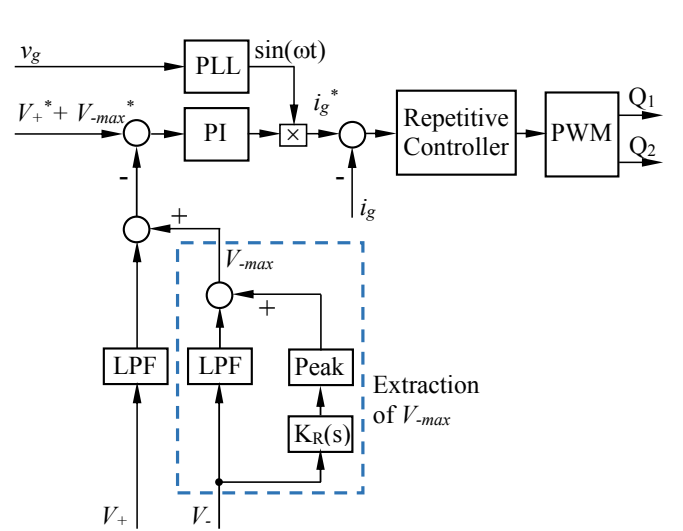 v_g
PLL
sin(ωt)
V_+^* + V_-max^*
PI
×
i_g^*
Repetitive
Controller
PWM
Q_1
Q_2
-
-
i_g
+
V_-max
+
LPF
LPF
Peak
K_R(s)
Extraction
of V_-max
V_+
V_-